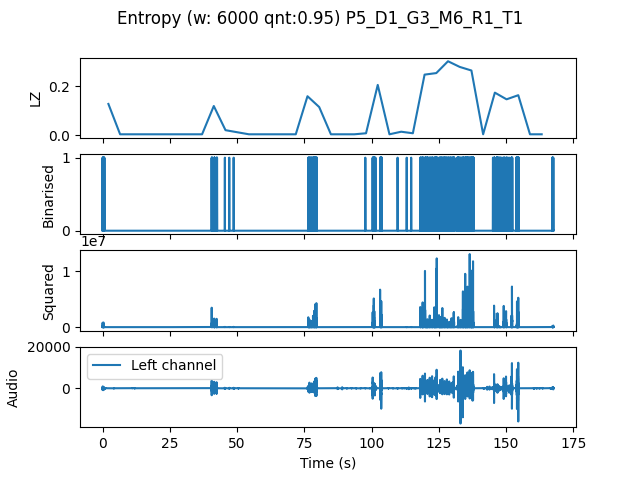 Entropy (w: 6000 qnt:0.95) P5_D1_G3_M6_R1_T1
LZ
0.2
0.0
Binarised
1
0
1e7
Squared
1
0
Audio
20000
0
Left channel
0 25 50 75 100 125 150 175
Time (s)